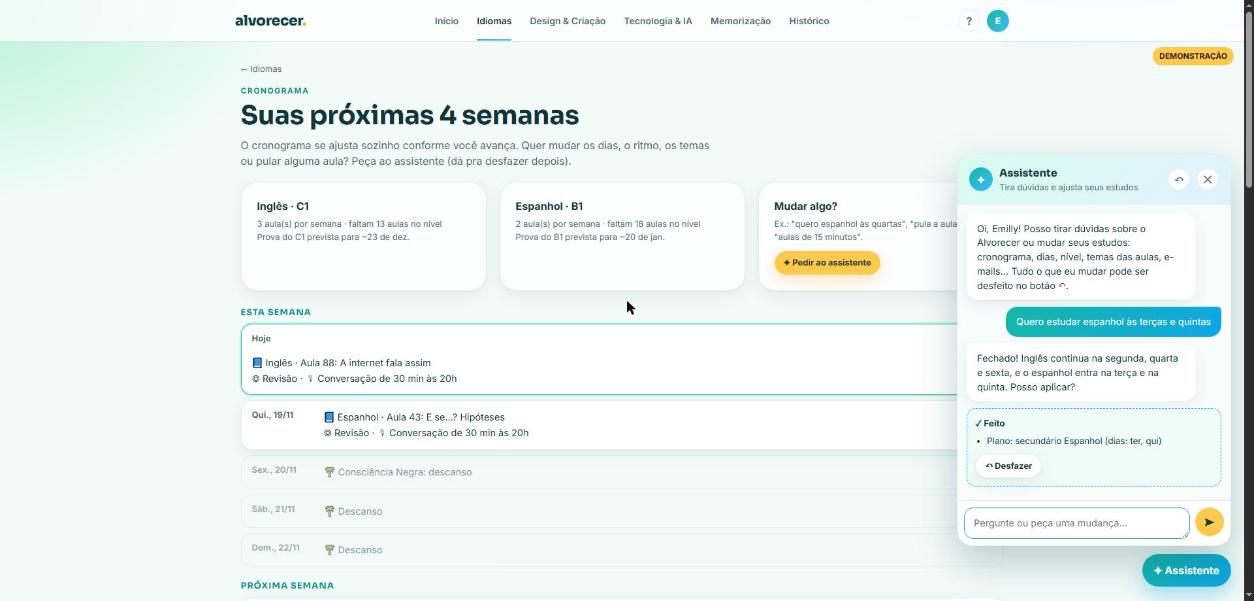 alvorecer.
Início Idiomas Design & Criação Tecnologia & IA Memorização Histórico
? E
DEMONSTRAÇÃO
← Idiomas
CRONOGRAMA
Suas próximas 4 semanas
O cronograma se ajusta sozinho conforme você avança. Quer mudar os dias, o ritmo, os temas
ou pular alguma aula? Peça ao assistente (dá pra desfazer depois).
Inglês · C1
3 aula(s) por semana · faltam 13 aulas no nível
Prova do C1 prevista para ~23 de dez.
Espanhol · B1
2 aula(s) por semana · faltam 18 aulas no nível
Prova do B1 prevista para ~20 de jan.
Mudar algo?
Ex.: "quero espanhol às quartas", "pula a aula
"aulas de 15 minutos".
✦ Pedir ao assistente
ESTA SEMANA
Hoje
Inglês · Aula 88: A internet fala assim
Revisão · Conversação de 30 min às 20h
Qui., 19/11
Espanhol · Aula 43: E se...? Hipóteses
Revisão · Conversação de 30 min às 20h
Sex., 20/11
Consciência Negra: descanso
Sáb., 21/11
Descanso
Dom., 22/11
Descanso
PRÓXIMA SEMANA
Assistente
Tira dúvidas e ajusta seus estudos
Oi, Emilly! Posso tirar dúvidas sobre o
Alvorecer ou mudar seus estudos:
cronograma, dias, nível, temas das aulas, e-
mails... Tudo o que eu mudar pode ser
desfeito no botão ↶.
Quero estudar espanhol às terças e quintas
Fechado! Inglês continua na segunda, quarta
e sexta, e o espanhol entra na terça e na
quinta. Posso aplicar?
✓ Feito
• Plano: secundário Espanhol (dias: ter, qui)
↶ Desfazer
Pergunte ou peça uma mudança...
✦ Assistente